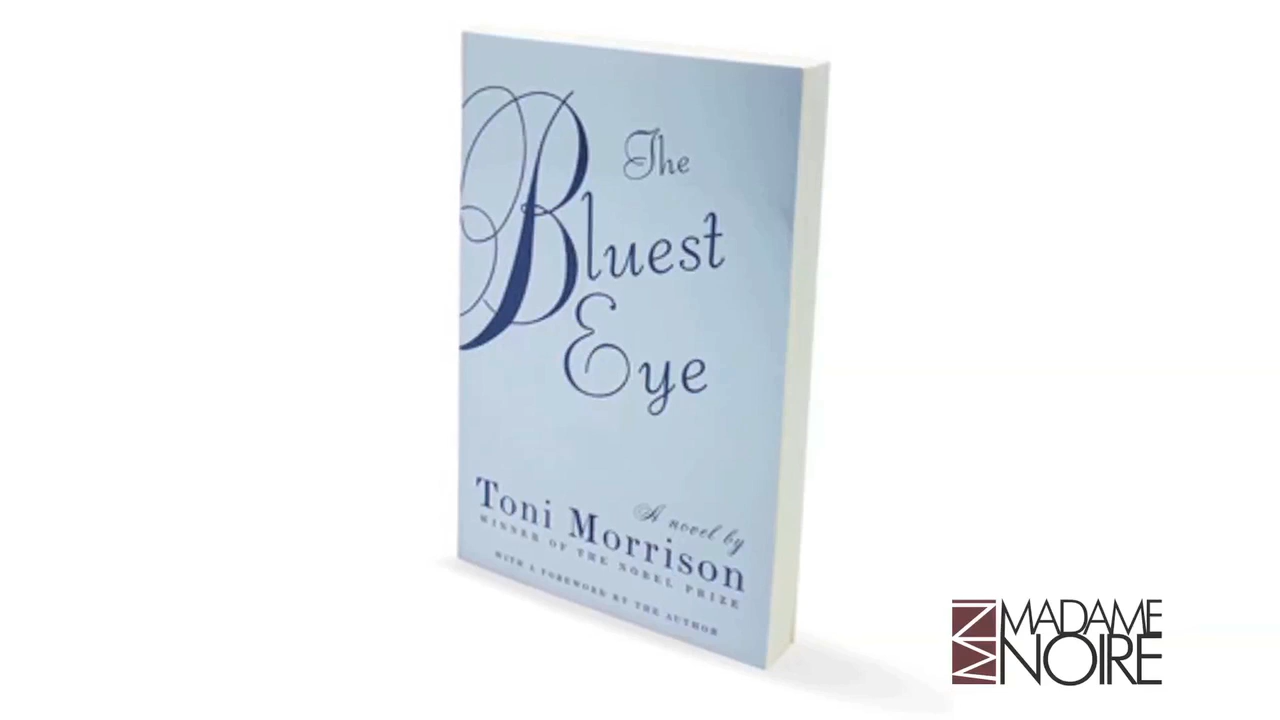 The
Bluest
Eye
A novel by
Toni Morrison
WINNER OF THE NOBEL PRIZE
WITH A FOREWORD BY THE AUTHOR
MADAME
NOIRE